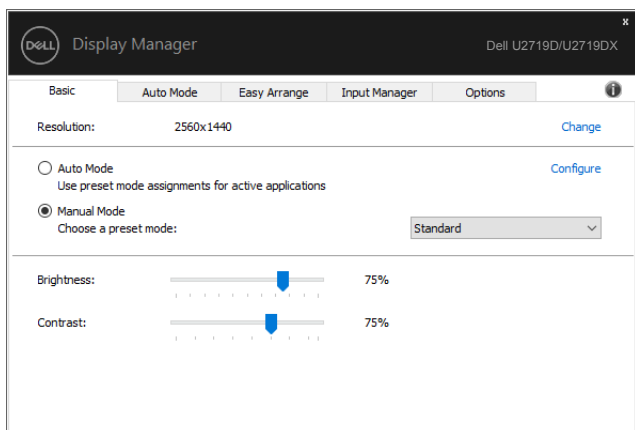 x
DELL Display Manager Dell U2719D/U2719DX
Basic Auto Mode Easy Arrange Input Manager Options i
Resolution: 2560x1440 Change
Auto Mode Configure
Use preset mode assignments for active applications
Manual Mode
Choose a preset mode: Standard
Brightness: 75%
Contrast: 75%